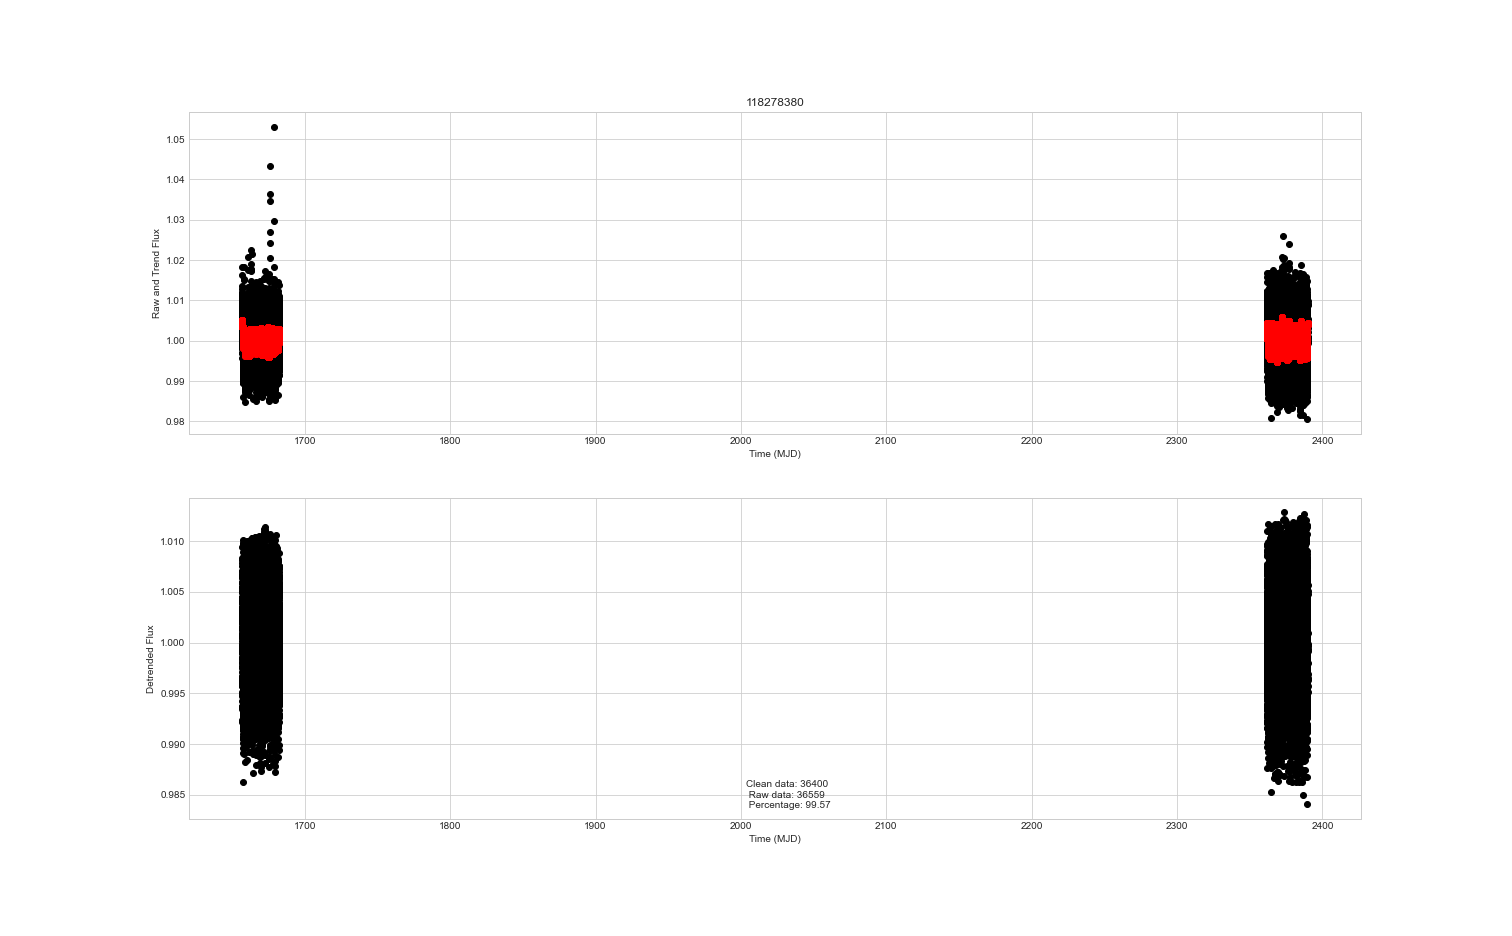 118278380
Raw and Trend Flux
1.05
1.04
1.03
1.02
1.01
1.00
0.99
0.98
1700 1800 1900 2000 2100 2200 2300 2400
Time (MJD)
Detrended Flux
1.010
1.005
1.000
0.995
0.990
0.985
Clean data: 36400
Raw data: 36559
Percentage: 99.57
1700 1800 1900 2000 2100 2200 2300 2400
Time (MJD)